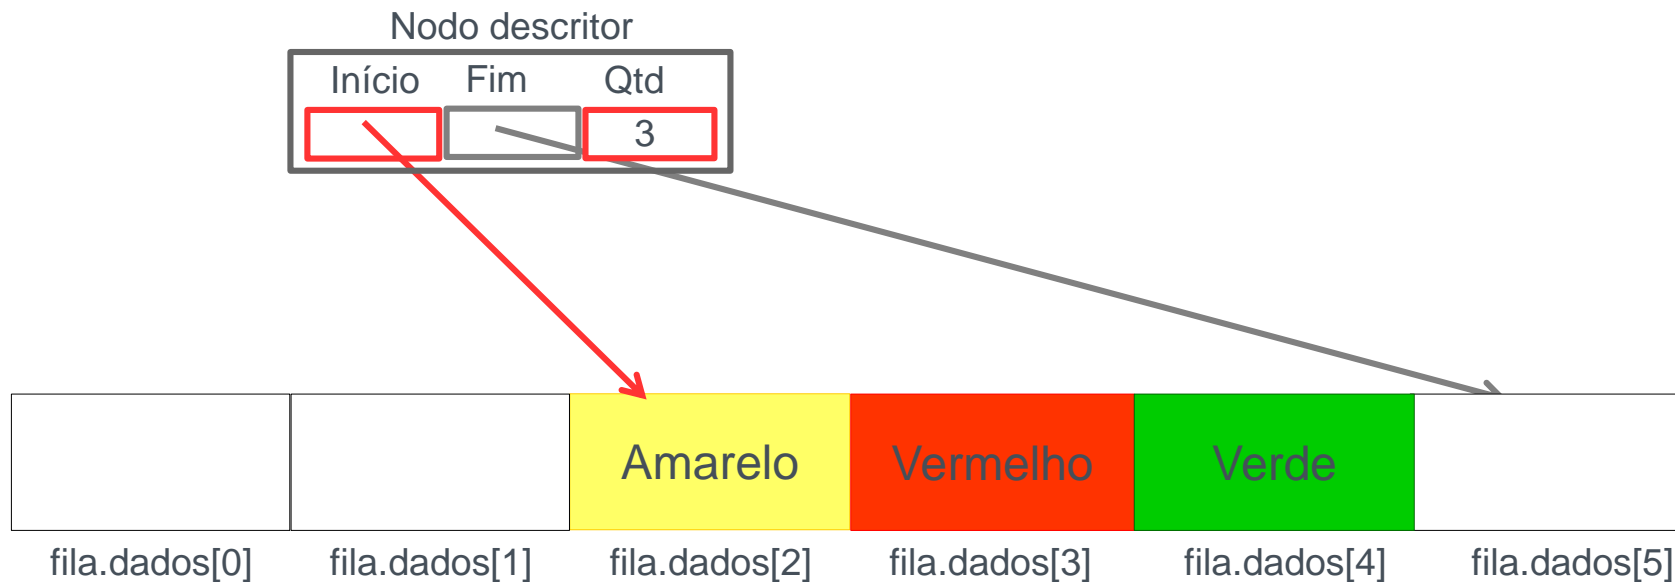 Nodo descritor
Início Fim Qtd
3
Amarelo Vermelho Verde
fila.dados[0] fila.dados[1] fila.dados[2] fila.dados[3] fila.dados[4] fila.dados[5]